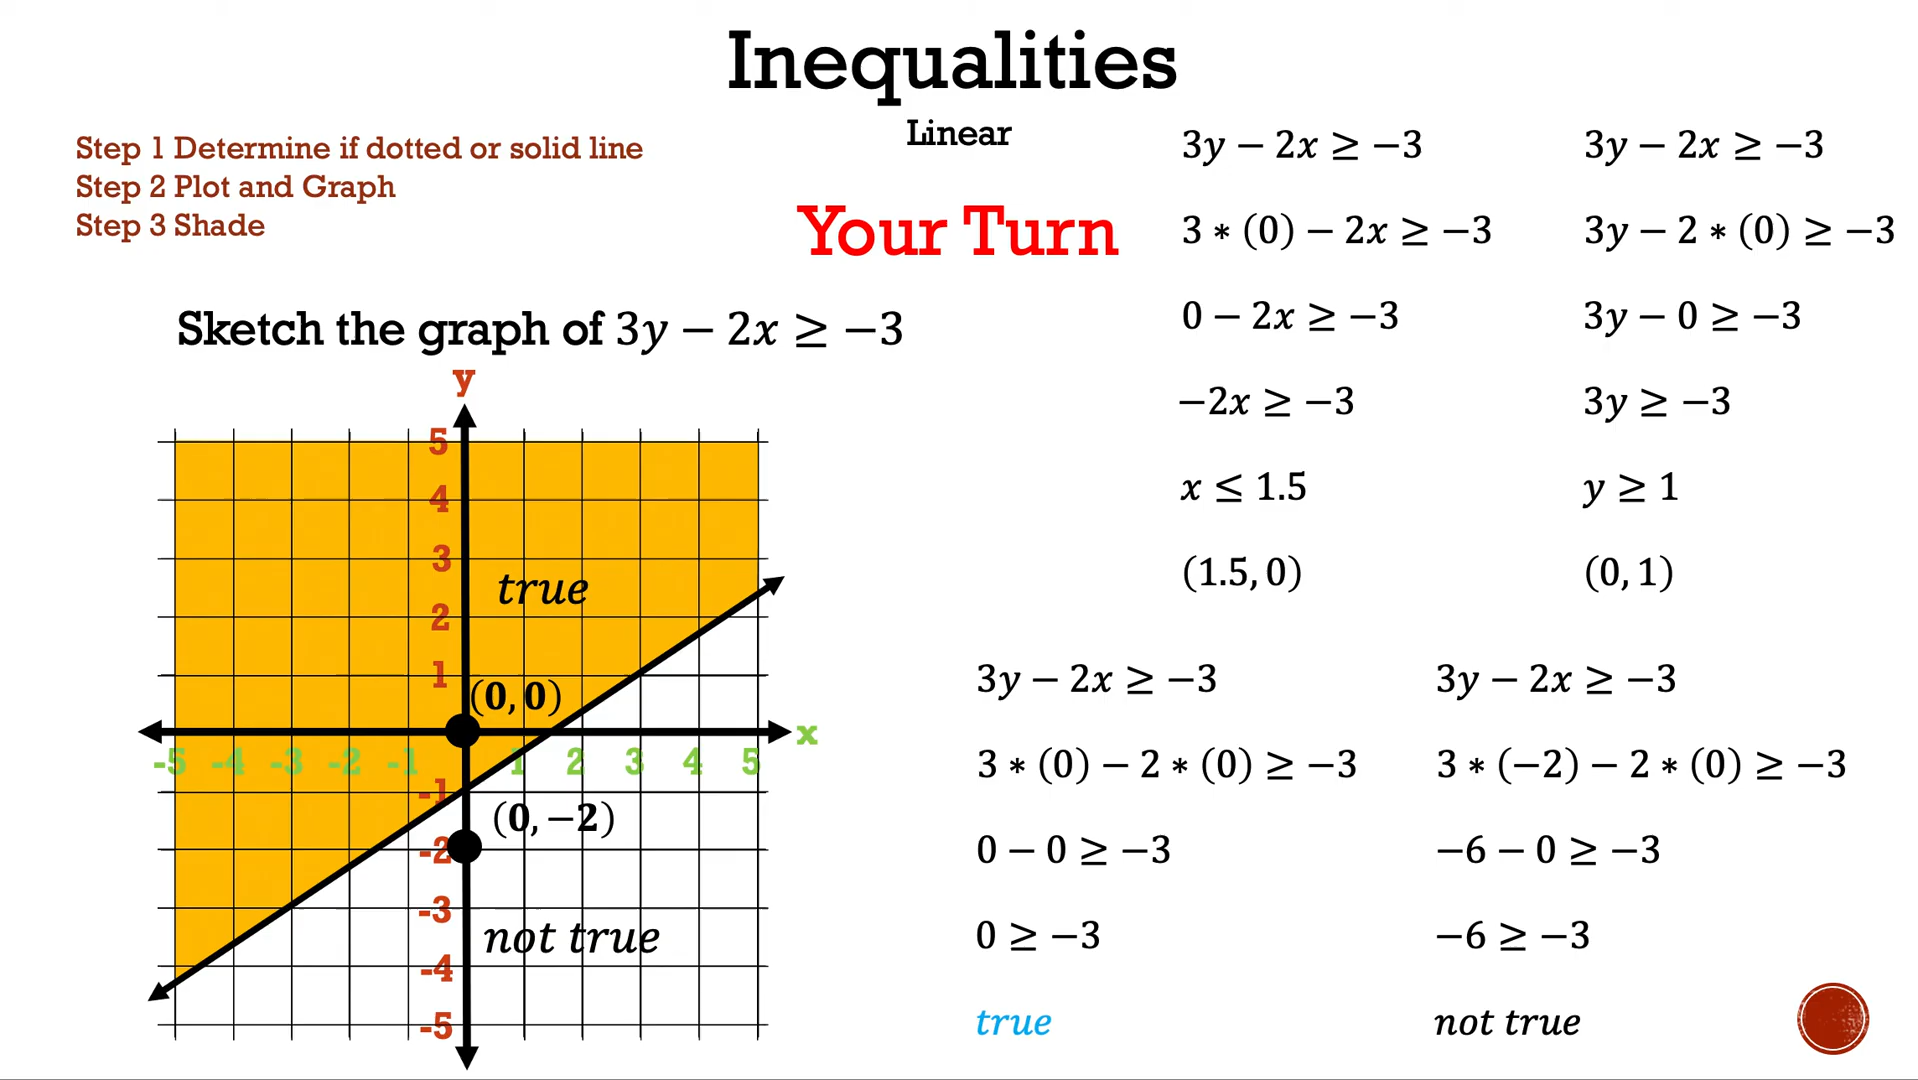 Inequalities
Linear
Step 1 Determine if dotted or solid line
Step 2 Plot and Graph
Step 3 Shade
Your Turn
Sketch the graph of 3y − 2x ≥ −3
y
5
4
3
2
1
-1
-2
-3
-4
-5
-5 -4 -3 -2 -1 1 2 3 4 5
x
true
(0, 0)
(0, −2)
not true
3y − 2x ≥ −3
3 ∗ (0) − 2x ≥ −3
0 − 2x ≥ −3
−2x ≥ −3
x ≤ 1.5
(1.5, 0)
3y − 2x ≥ −3
3y − 2 ∗ (0) ≥ −3
3y − 0 ≥ −3
3y ≥ −3
y ≥ 1
(0, 1)
3y − 2x ≥ −3
3 ∗ (0) − 2 ∗ (0) ≥ −3
0 − 0 ≥ −3
0 ≥ −3
true
3y − 2x ≥ −3
3 ∗ (−2) − 2 ∗ (0) ≥ −3
−6 − 0 ≥ −3
−6 ≥ −3
not true